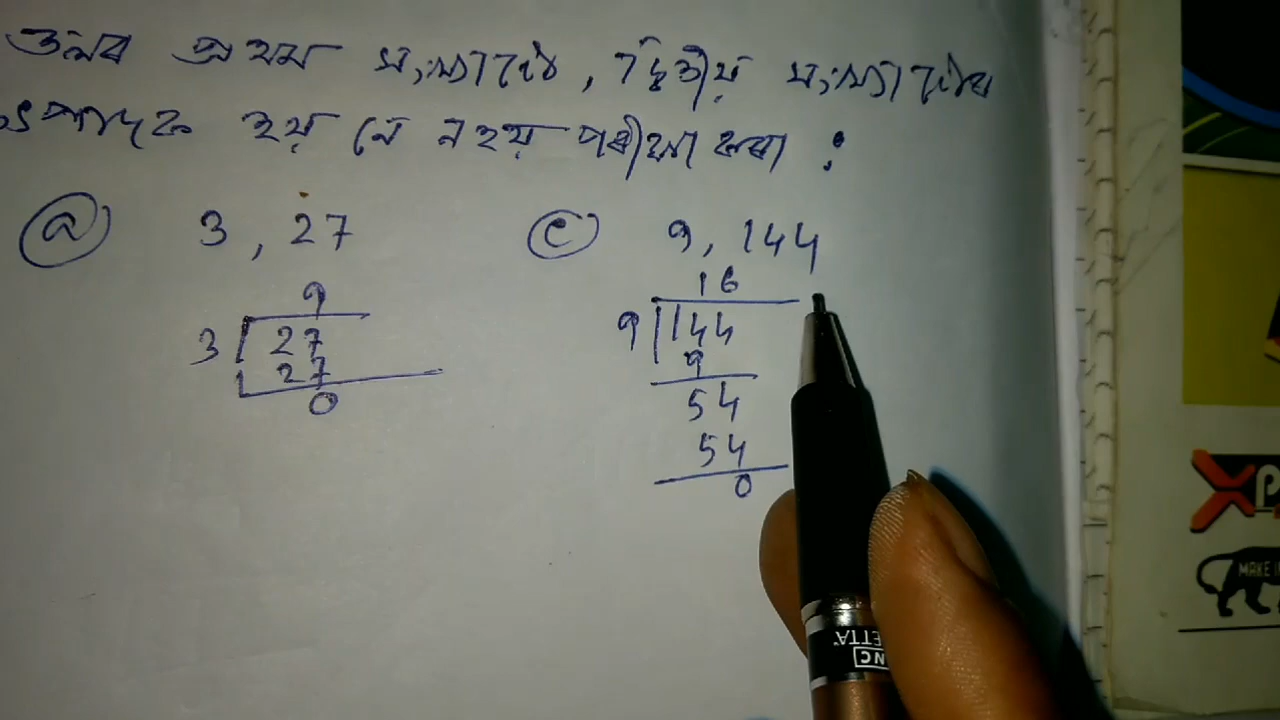 তলৰ প্ৰথম সংখ্যাটো, দ্বিতীয় সংখ্যাটোৰ
উৎপাদক হয় নে নহয় পৰীক্ষা কৰা :
(a) 3 , 27
9
3 27
27
0
(c) 9, 144
16
9 144
9
54
54
0
MAKE I